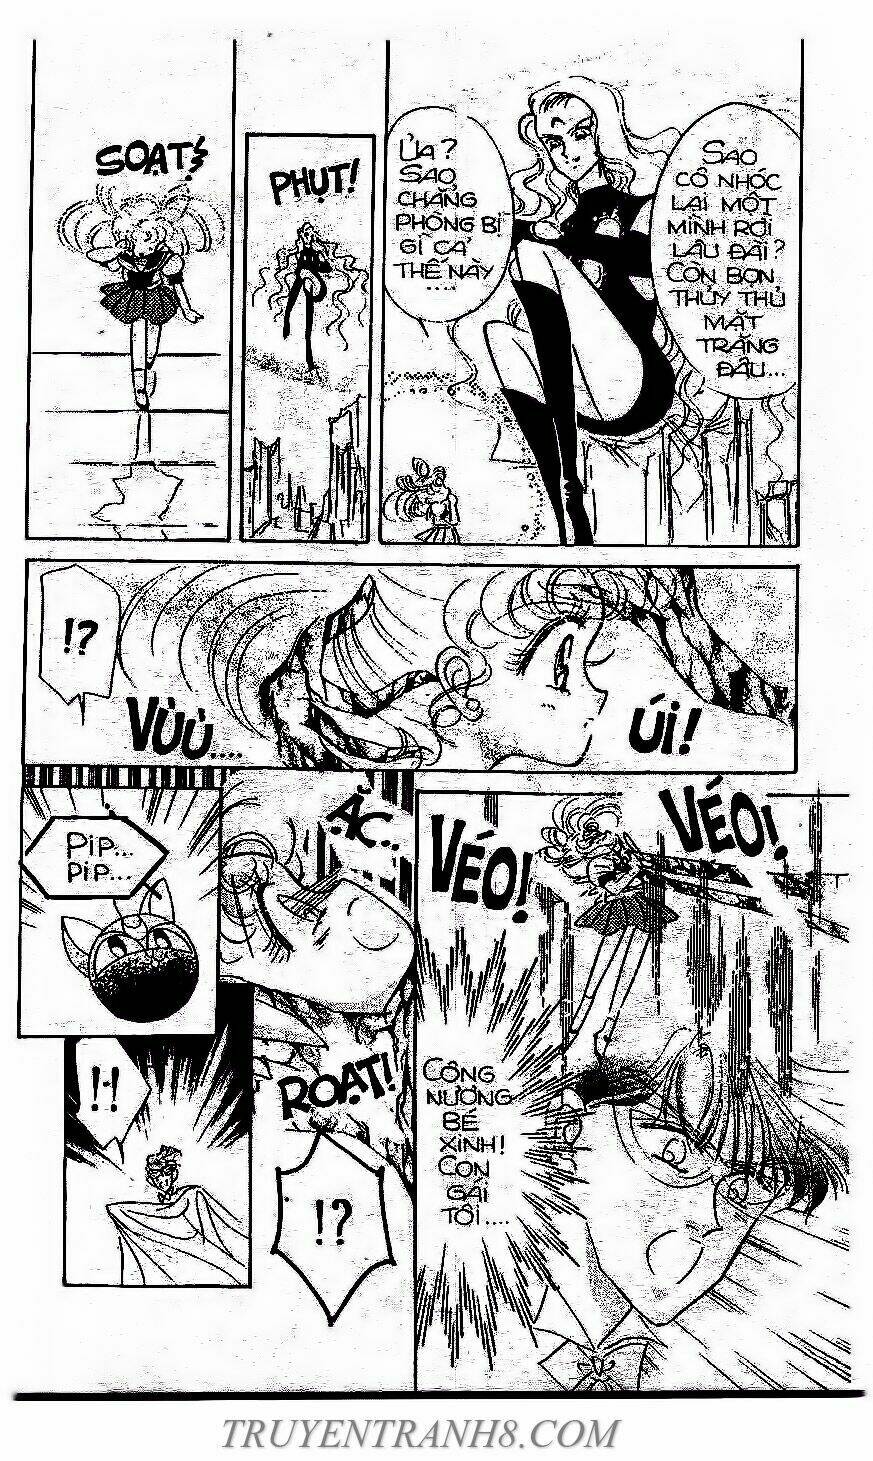 SOẠT!
PHỤT!
ỦA?
SAO
CHẲNG
PHÒNG BỊ
GÌ CẢ
THẾ NÀY
....
SAO
CÔ NHÓC
LẠI MỘT
MÌNH RỜI
LÂU ĐÀI?
CÒN BỌN
THỦY THỦ
MẶT
TRĂNG
ĐÂU...
!?
VÙÙ....
ÚI!
PIP...
PIP...
ẶC...
VÉO!
VÉO!
!!
ROẠT!
!?
CÔNG
NƯƠNG
BÉ
XINH!
CON
GÁI
TÔI....
TRUYENTRANH8.COM